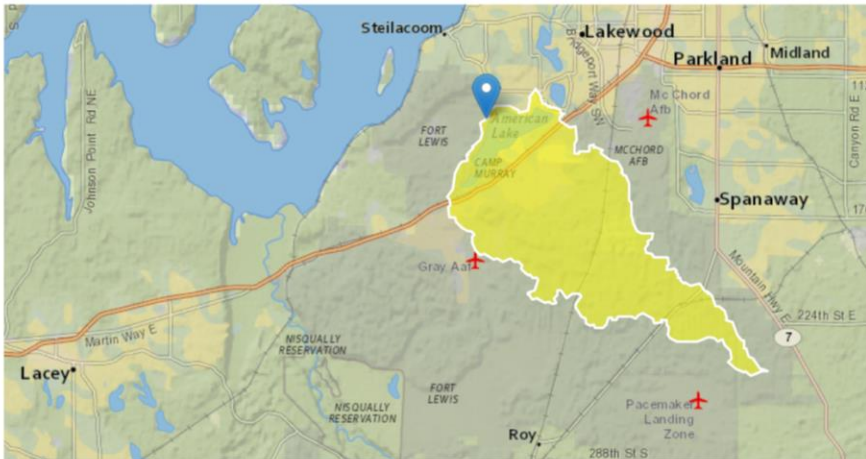 Steilacoom
Lakewood
Bridgeport Way SW
Parkland
Midland
Mc Chord
Afb
American
Lake
FORT
LEWIS
CAMP
MURRAY
MCCHORD
AFB
Canyon Rd E
Johnson Point Rd NE
Spanaway
Gray Aaf
Mountain Hwy E
224th St E
7
Martin Way E
NISQUALLY
RESERVATION
Lacey
FORT
LEWIS
NISQUALLY
RESERVATION
Pacemaker
Landing
Zone
Roy
288th St S